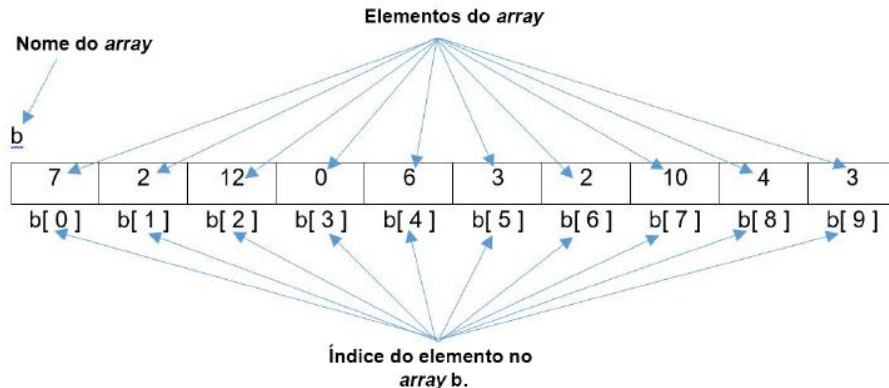 Elementos do array
Nome do array
b
7 2 12 0 6 3 2 10 4 3
b[ 0 ] b[ 1 ] b[ 2 ] b[ 3 ] b[ 4 ] b[ 5 ] b[ 6 ] b[ 7 ] b[ 8 ] b[ 9 ]
Índice do elemento no
array b.